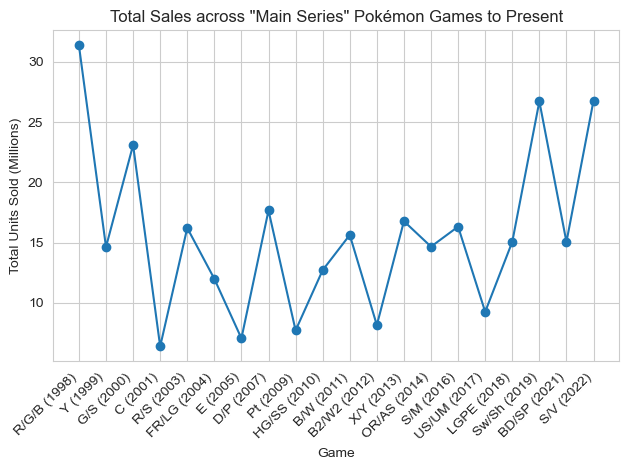 Total Sales across "Main Series" Pokémon Games to Present
Total Units Sold (Millions)
30
25
20
15
10
R/G/B (1998)
Y (1999)
G/S (2000)
C (2001)
R/S (2003)
FR/LG (2004)
E (2005)
D/P (2007)
Pt (2009)
HG/SS (2010)
B/W (2011)
B2/W2 (2012)
X/Y (2013)
OR/AS (2014)
S/M (2016)
US/UM (2017)
LGPE (2018)
Sw/Sh (2019)
BD/SP (2021)
S/V (2022)
Game